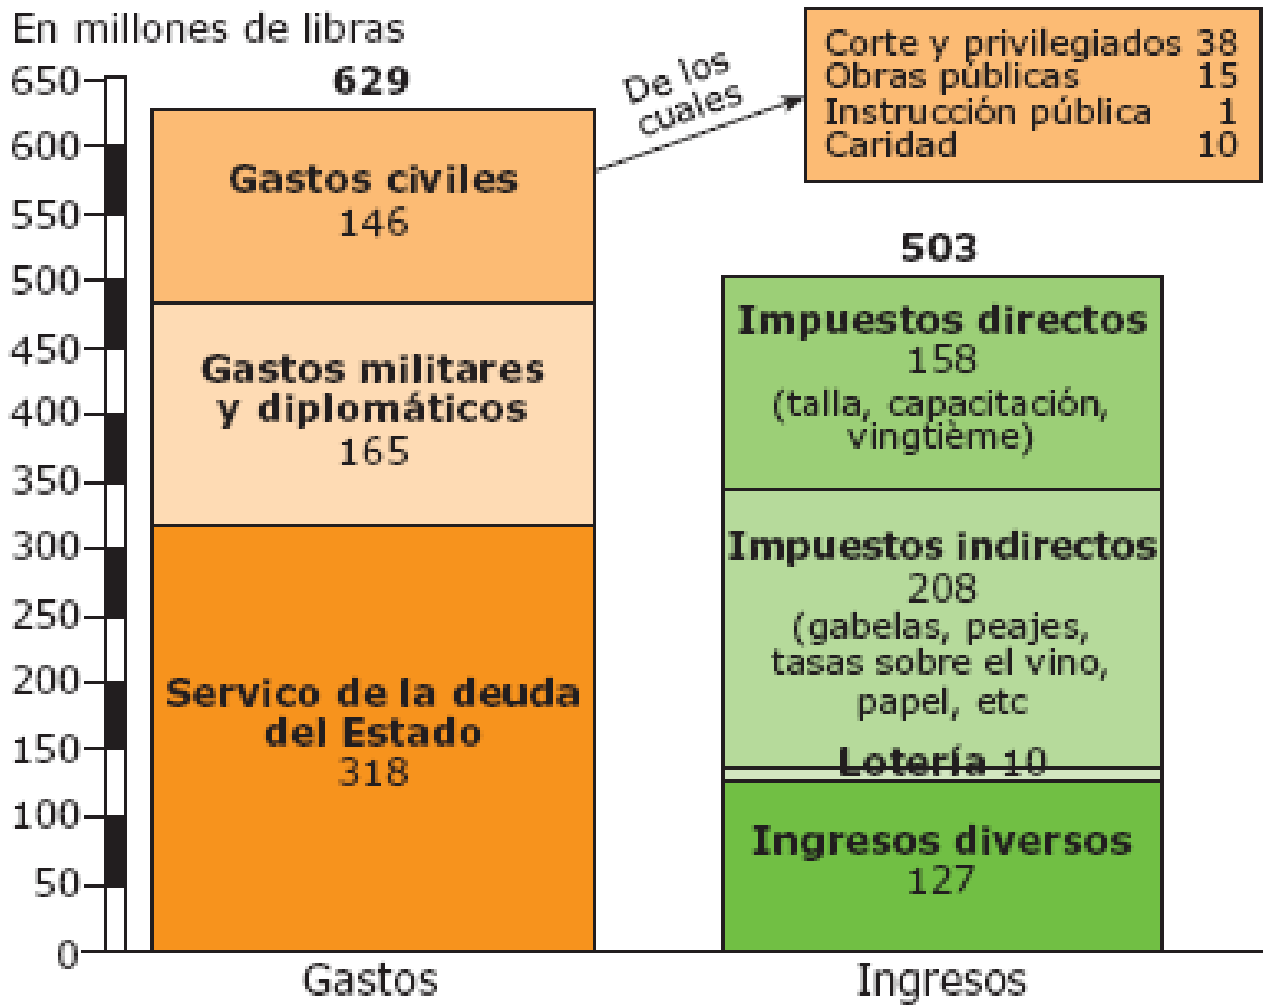 En millones de libras
650
600
550
500
450
400
350
300
250
200
150
100
50
0
629
Gastos civiles
146
Gastos militares
y diplomáticos
165
Servico de la deuda
del Estado
318
Gastos
De los
cuales
Corte y privilegiados 38
Obras públicas 15
Instrucción pública 1
Caridad 10
503
Impuestos directos
158
(talla, capacitación,
vingtième)
Impuestos indirectos
208
(gabelas, peajes,
tasas sobre el vino,
papel, etc
Lotería 10
Ingresos diversos
127
Ingresos